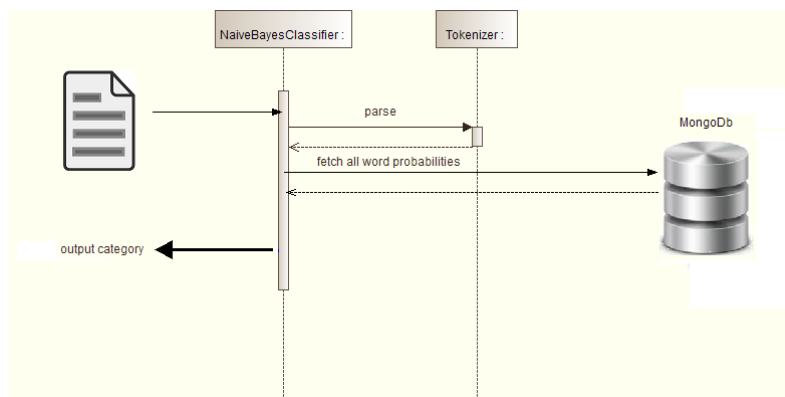 NaiveBayesClassifier :
Tokenizer :
parse
MongoDb
fetch all word probabilities
output category